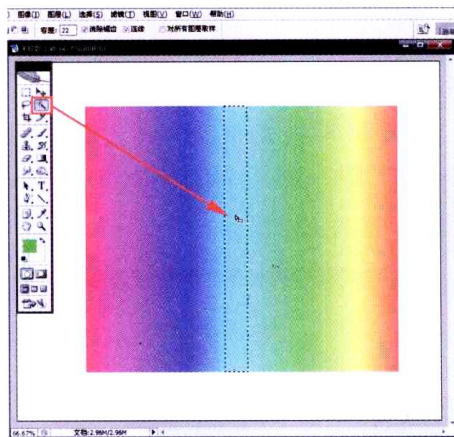 图像(I) 图层(L) 选择(S) 滤镜(T) 视图(V) 窗口(W) 帮助(H)
容差: 22 消除锯齿 连续 对所有图层取样
T
66.67% 文档:2.96M/2.96M